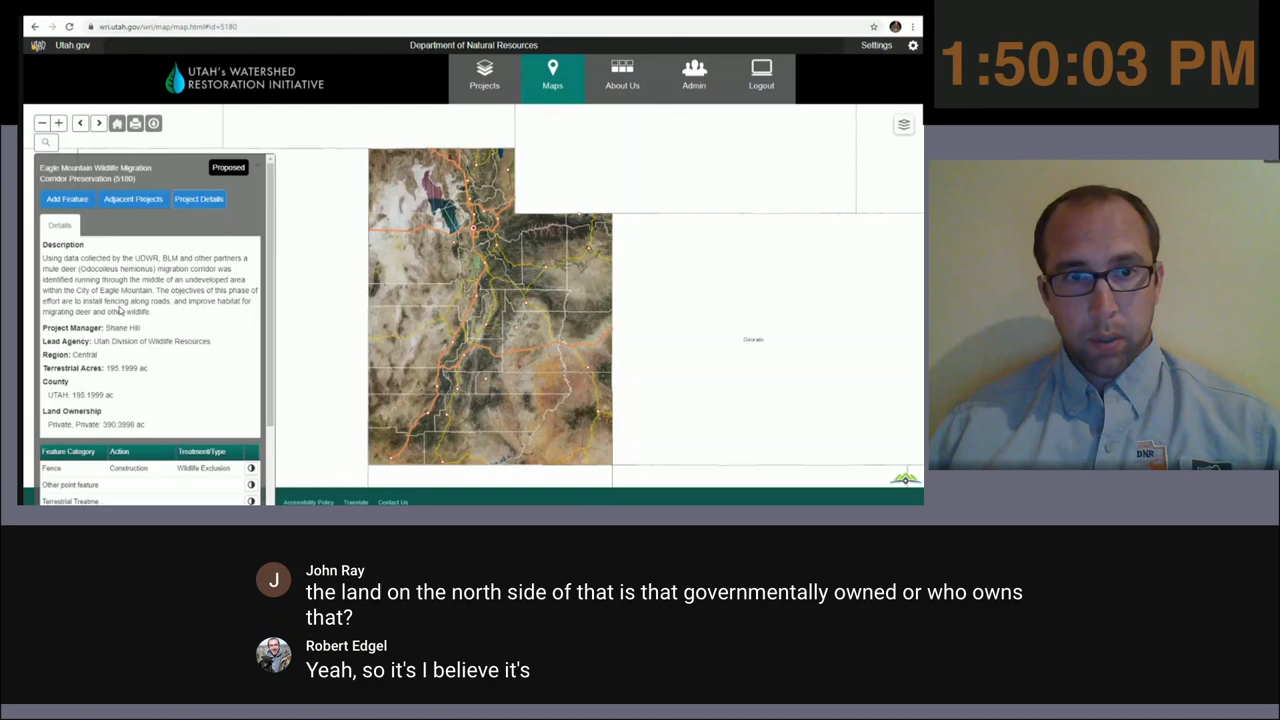 wri.utah.gov/wri/map/map.html#id=5180
1:50:03 PM
Utah.gov
Department of Natural Resources
Settings
UTAH's WATERSHED
RESTORATION INITIATIVE
Projects
Maps
About Us
Admin
Logout
Eagle Mountain Wildlife Migration
Corridor Preservation (5180)
Proposed
Add Feature
Adjacent Projects
Project Details
Details
Description
Using data collected by the UDWR, BLM and other partners a
mule deer (Odocoileus hemionus) migration corridor was
identified running through the middle of an undeveloped area
within the City of Eagle Mountain. The objectives of this phase of
effort are to install fencing along roads, and improve habitat for
migrating deer and other wildlife.
Project Manager: Shane Hill
Lead Agency: Utah Division of Wildlife Resources
Region: Central
Terrestrial Acres: 195.1999 ac
County
UTAH: 195.1999 ac
Land Ownership
Private, Private: 390.3998 ac
Feature Category Action Treatment/Type
Fence Construction Wildlife Exclusion
Other point feature
Terrestrial Treatme...
Colorado
Accessibility Policy Translate Contact Us
DNR
J
John Ray
the land on the north side of that is that governmentally owned or who owns
that?
Robert Edgel
Yeah, so it's I believe it's